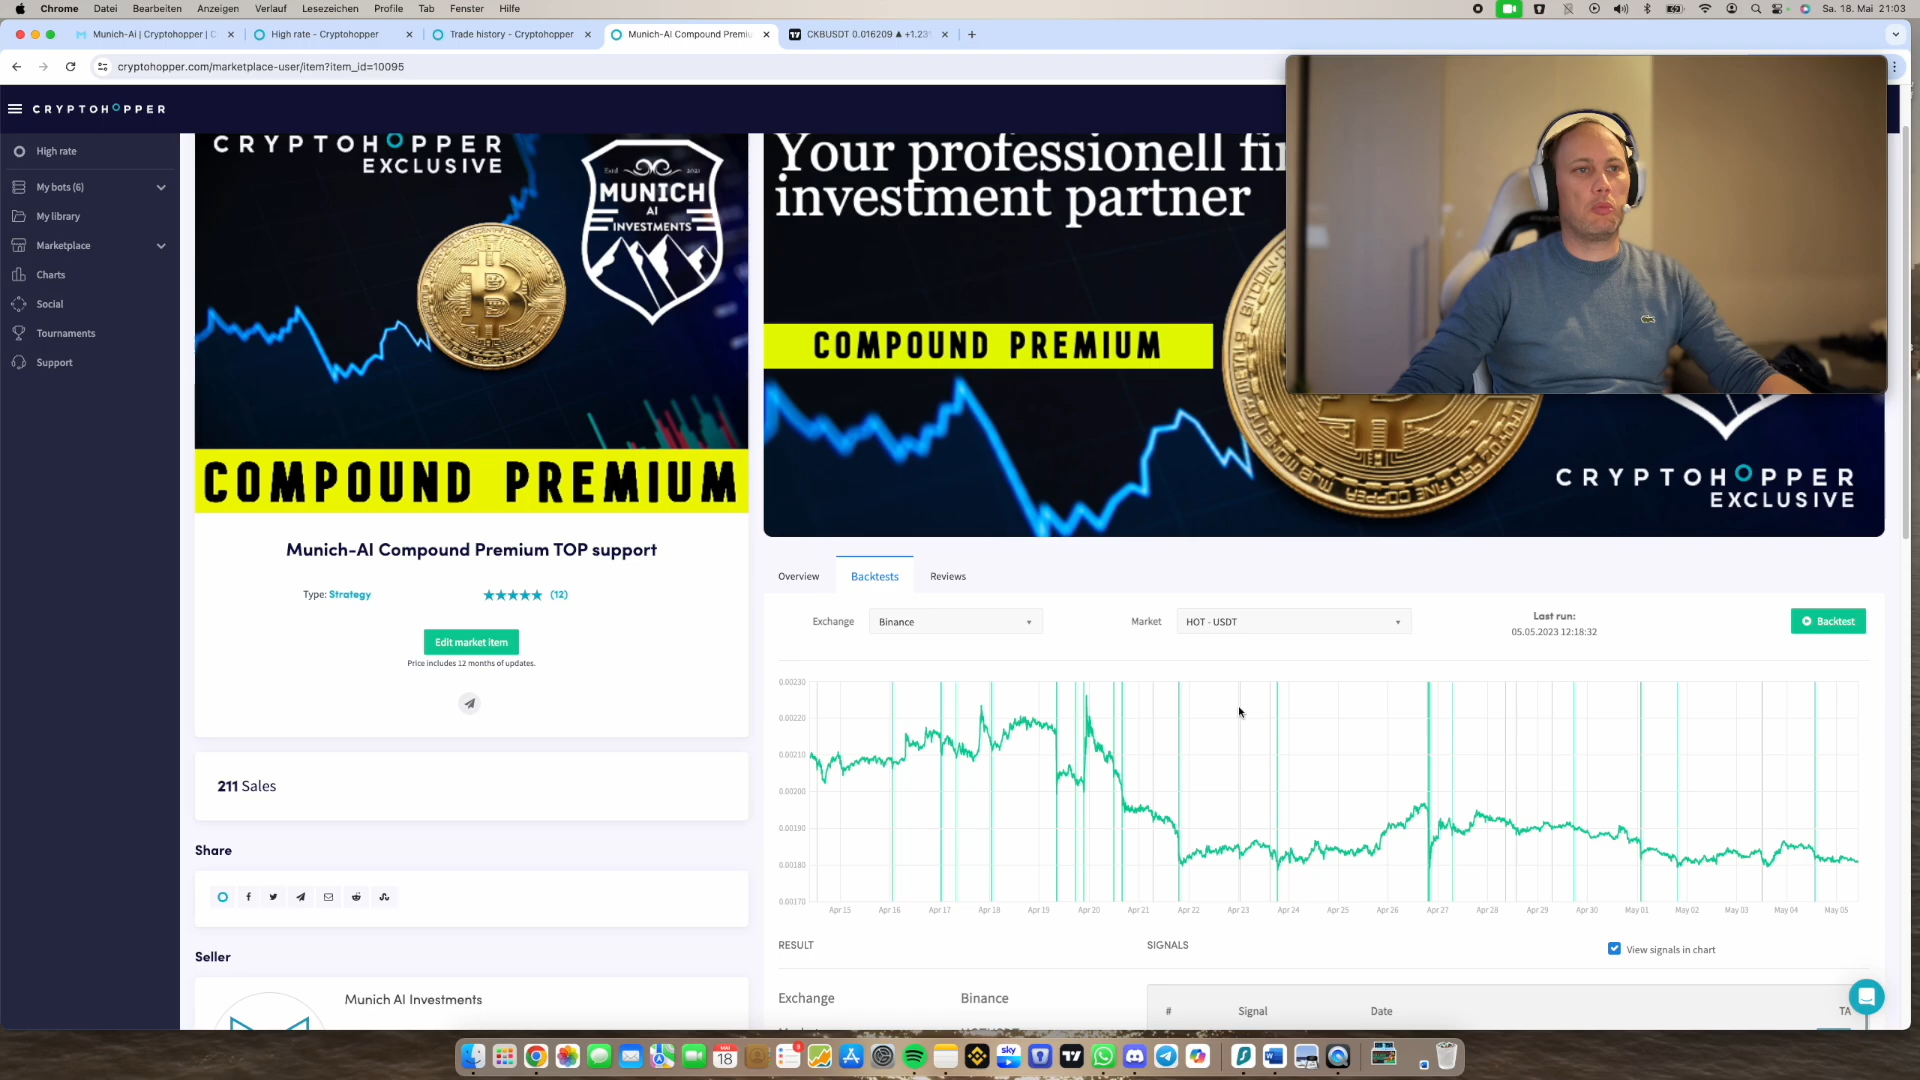 Chrome Datei Bearbeiten Anzeigen Verlauf Lesezeichen Profile Tab Fenster Hilfe
Sa. 18. Mai 21:03
Munich-Ai | Cryptohopper | C
High rate - Cryptohopper
Trade history - Cryptohopper
Munich-AI Compound Premiu
CKBUSDT 0.016209 ▲ +1.23
cryptohopper.com/marketplace-user/item?item_id=10095
CRYPTOHOPPER
High rate
My bots (6)
My library
Marketplace
Charts
Social
Tournaments
Support
CRYPTOHOPPER
EXCLUSIVE
Estd 2021
MUNICH
AI
INVESTMENTS
COMPOUND PREMIUM
Munich-AI Compound Premium TOP support
Type: Strategy
★★★★★ (12)
Edit market item
Price includes 12 months of updates.
211 Sales
Share
Seller
Munich AI Investments
Your professionell fi
investment partner
COMPOUND PREMIUM
CRYPTOHOPPER
EXCLUSIVE
Overview Backtests Reviews
Exchange Binance Market HOT - USDT
Last run:
05.05.2023 12:18:32
Backtest
0.00230
0.00220
0.00210
0.00200
0.00190
0.00180
0.00170
Apr 15 Apr 16 Apr 17 Apr 18 Apr 19 Apr 20 Apr 21 Apr 22 Apr 23 Apr 24 Apr 25 Apr 26 Apr 27 Apr 28 Apr 29 Apr 30 May 01 May 02 May 03 May 04 May 05
RESULT SIGNALS View signals in chart
Exchange Binance
# Signal Date TA
18
sky